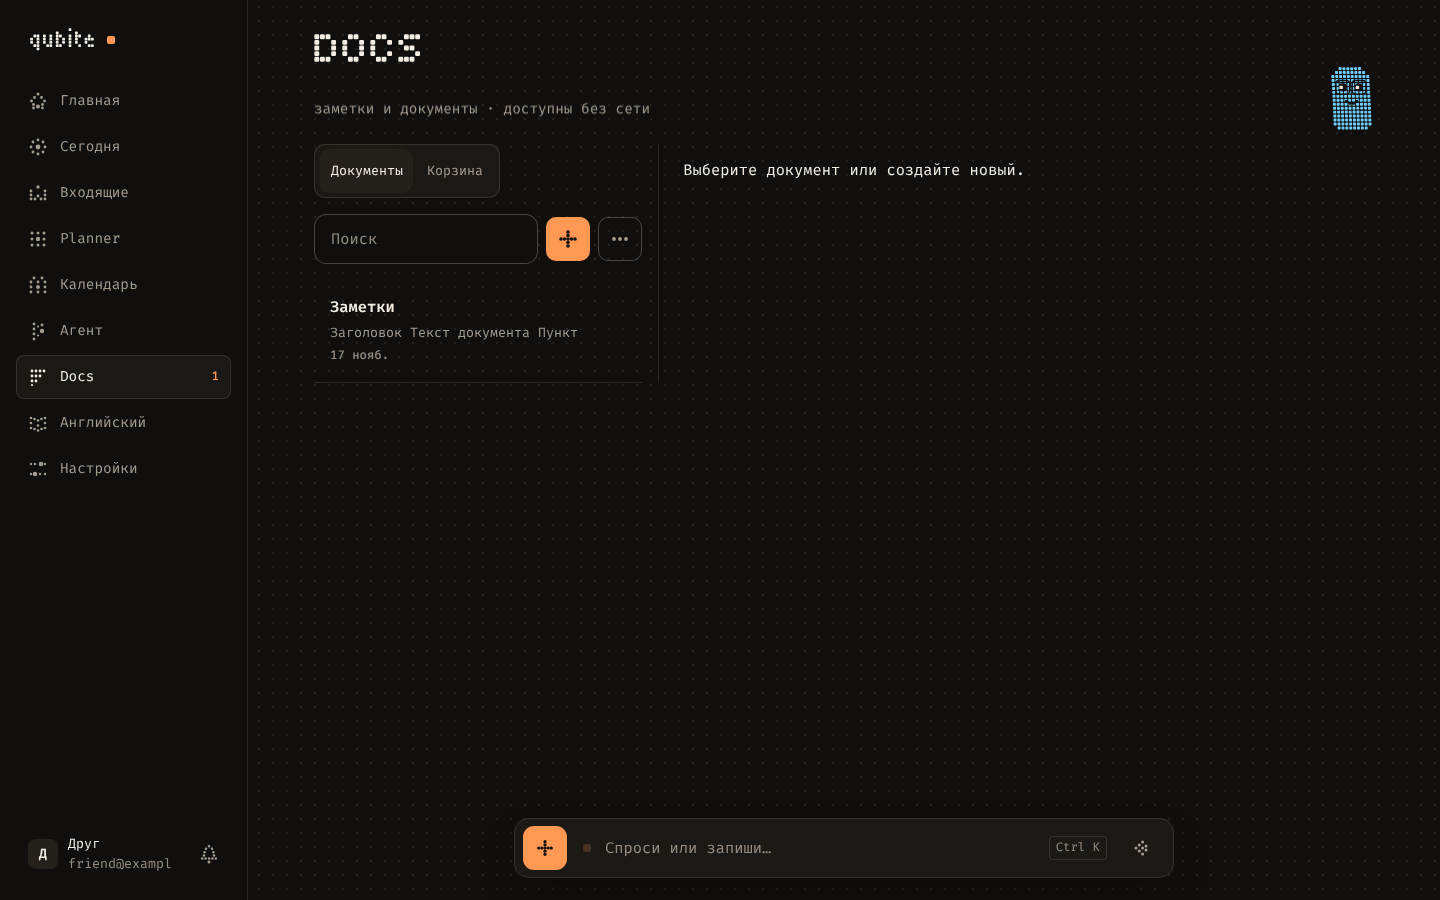 qubite
Главная
Сегодня
Входящие
Planner
Календарь
Агент
Docs 1
Английский
Настройки
Д
Друг
friend@exampl
DOCS
заметки и документы · доступны без сети
Документы Корзина
Поиск
Заметки
Заголовок Текст документа Пункт
17 нояб.
Выберите документ или создайте новый.
Спроси или запиши… Ctrl K